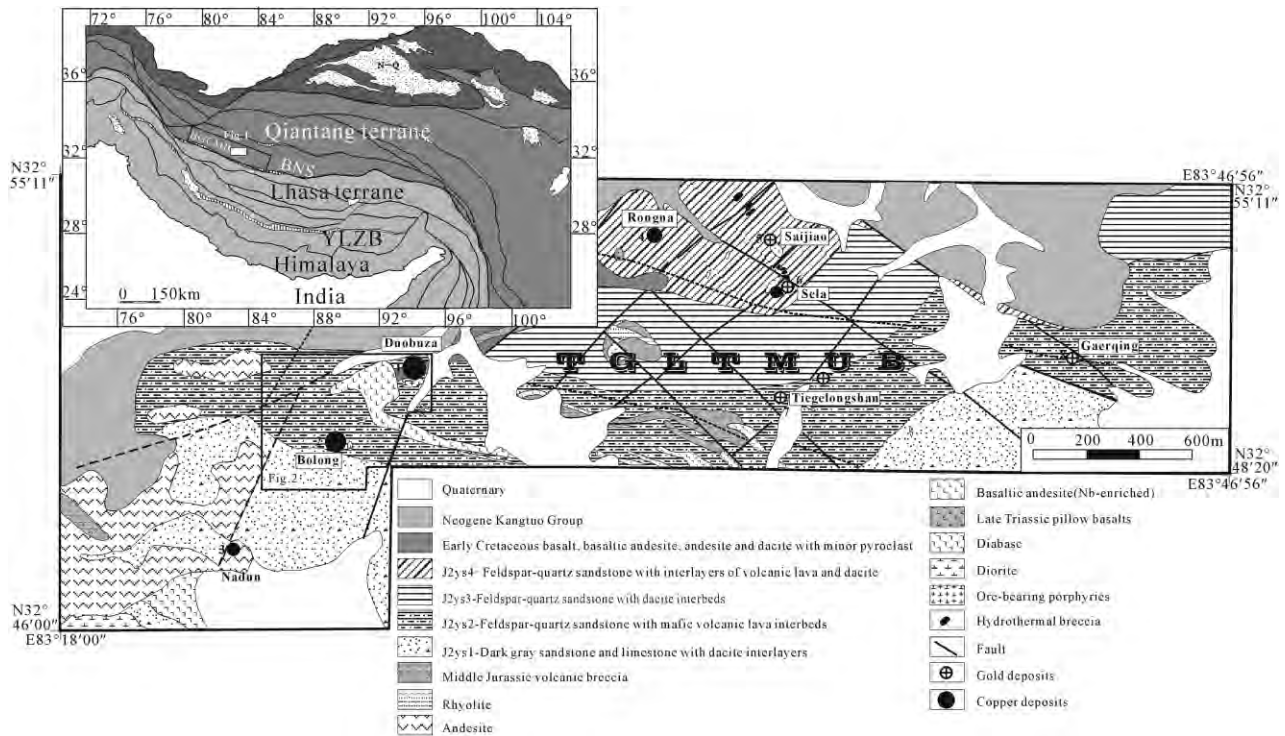 72° 76° 80° 84° 88° 92° 96° 100° 104°
N-Q
36° 36°
Qiantang terrane
Fig.1
32° 32°
BNS
Lhasa terrane
28° 28°
YLZB
Himalaya
24° India
0 150km
76° 80° 84° 88° 92° 96° 100°
N32°
55′11″
E83°46′56″
N32°
55′11″
Rongna
Saijiao
Sela
6
Duobuza
Gaerqing
T G L T M U B
Tiegelongshan
Bolong
Fig.2
3
Nadun
0 200 400 600m
N32°
48′20″
E83°46′56″
N32°
46′00″
E83°18′00″
Quaternary
Neogene Kangtuo Group
Early Cretaceous basalt, basaltic andesite, andesite and dacite with minor pyroclast
J2ys4- Feldspar-quartz sandstone with interlayers of volcanic lava and dacite
J2ys3-Feldspar-quartz sandstone with dacite interbeds
J2ys2-Feldspar-quartz sandstone with mafic volcanic lava interbeds
J2ys1-Dark gray sandstone and limestone with dacite interlayers
Middle Jurassic volcanic breccia
Rhyolite
Andesite
Basaltic andesite(Nb-enriched)
Late Triassic pillow basalts
Diabase
Diorite
Ore-bearing porphyries
Hydrothermal breccia
Fault
Gold deposits
Copper deposits